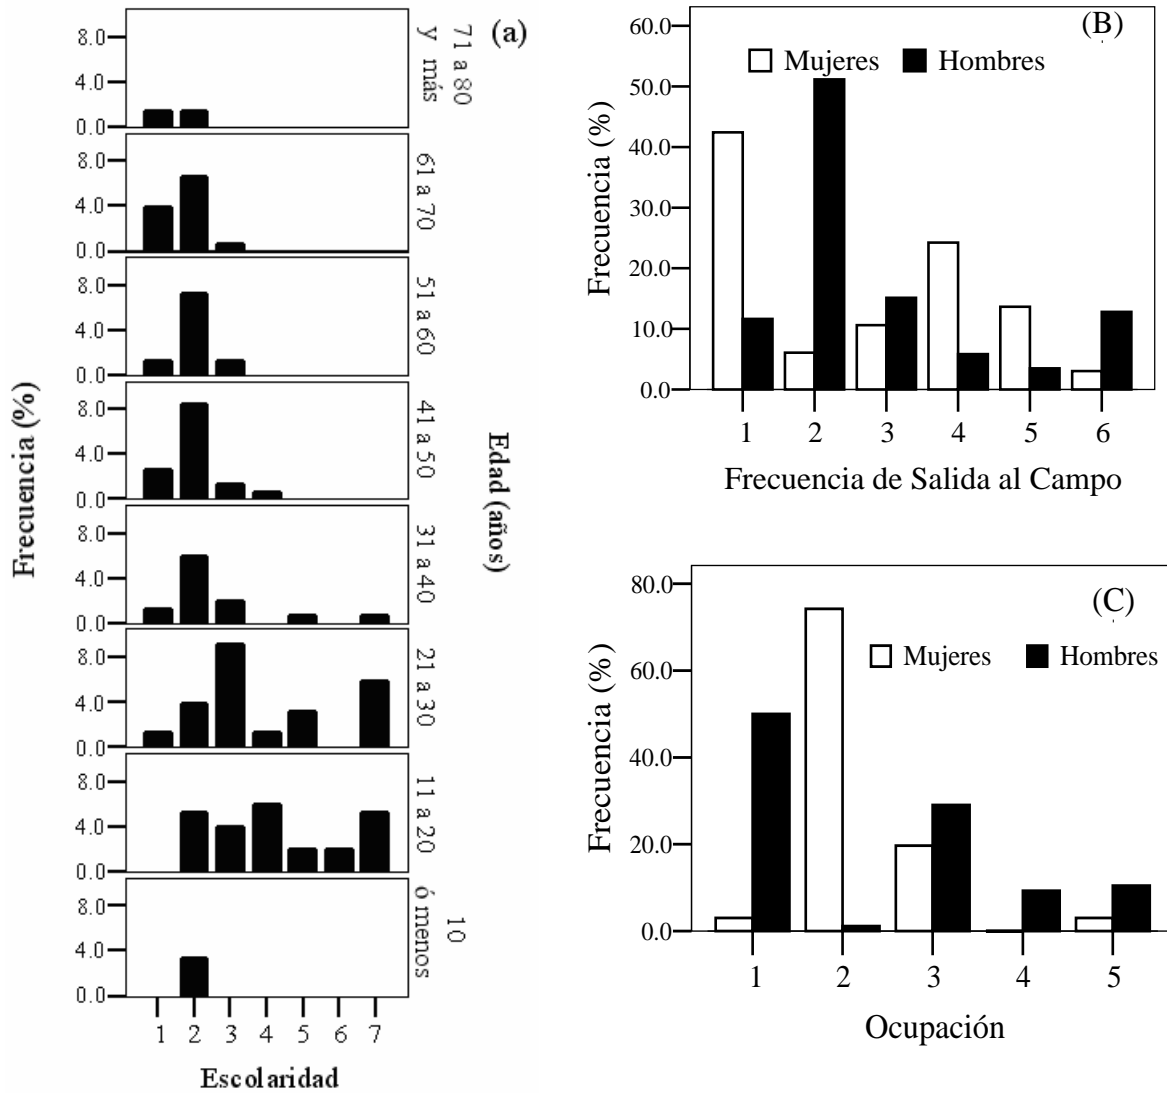 (a)
8.0
4.0
0.0
71 a 80
y más
8.0
4.0
0.0
61 a 70
8.0
4.0
0.0
51 a 60
8.0
4.0
0.0
41 a 50
8.0
4.0
0.0
31 a 40
8.0
4.0
0.0
21 a 30
8.0
4.0
0.0
11 a 20
8.0
4.0
0.0
10
ó menos
Frecuencia (%)
Edad (años)
1 2 3 4 5 6 7
Escolaridad
(B)
Mujeres Hombres
60.0
50.0
40.0
30.0
20.0
10.0
0.0
Frecuencia (%)
1 2 3 4 5 6
Frecuencia de Salida al Campo
(C)
Mujeres Hombres
80.0
60.0
40.0
20.0
0.0
Frecuencia (%)
1 2 3 4 5
Ocupación